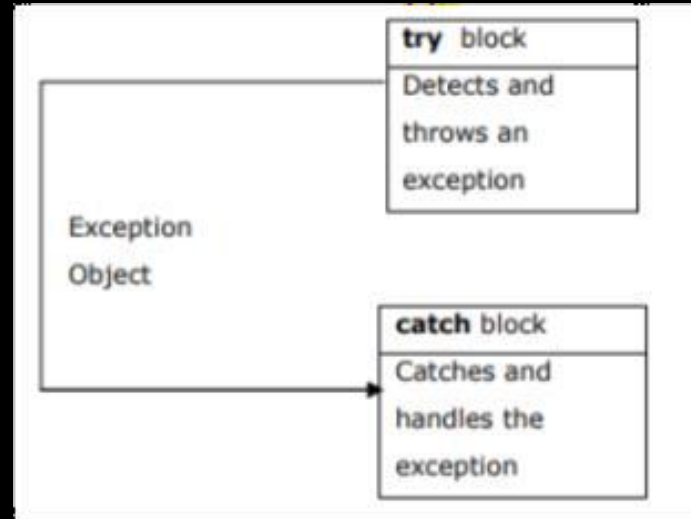 try block
Detects and
throws an
exception
Exception
Object
catch block
Catches and
handles the
exception